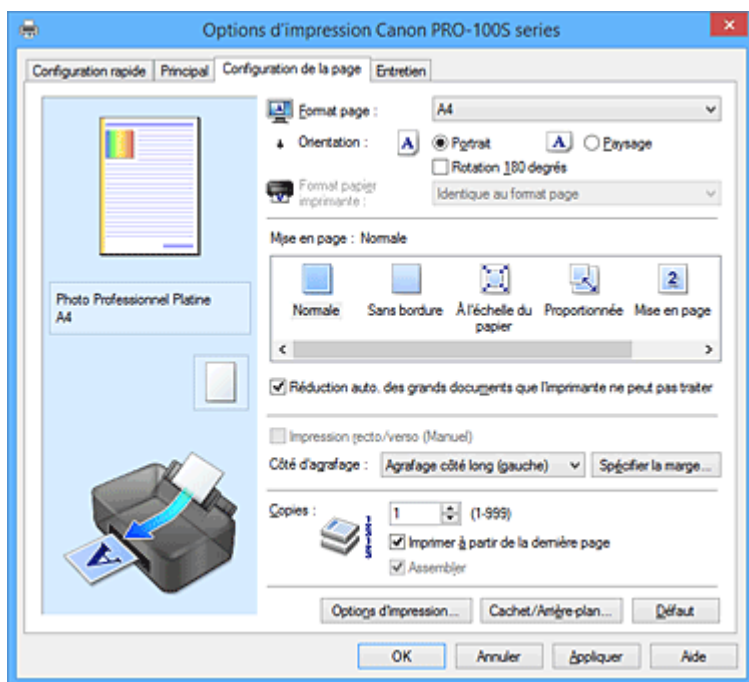 Options d'impression Canon PRO-100S series
Configuration rapide Principal Configuration de la page Entretien
Format page : A4
Orientation : A Portrait A Paysage
Rotation 180 degrés
Format papier imprimante : Identique au format page
Mise en page : Normale
Photo Professionnel Platine
A4
2
Normale Sans bordure À l'échelle du papier Proportionnée Mise en page
Réduction auto. des grands documents que l'imprimante ne peut pas traiter
Impression recto/verso (Manuel)
Côté d'agrafage : Agrafage côté long (gauche) Spécifier la marge...
Copies : 1 (1-999)
Imprimer à partir de la dernière page
Assembler
A
Options d'impression... Cachet/Arrière-plan... Défaut
OK Annuler Appliquer Aide